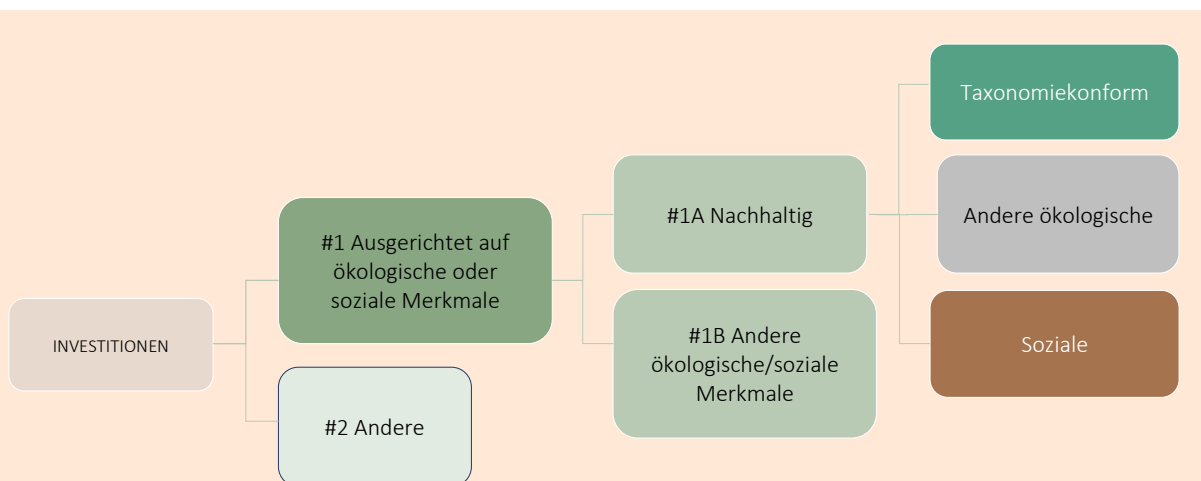 INVESTITIONEN
#1 Ausgerichtet auf
ökologische oder
soziale Merkmale
#2 Andere
#1A Nachhaltig
#1B Andere
ökologische/soziale
Merkmale
Taxonomiekonform
Andere ökologische
Soziale